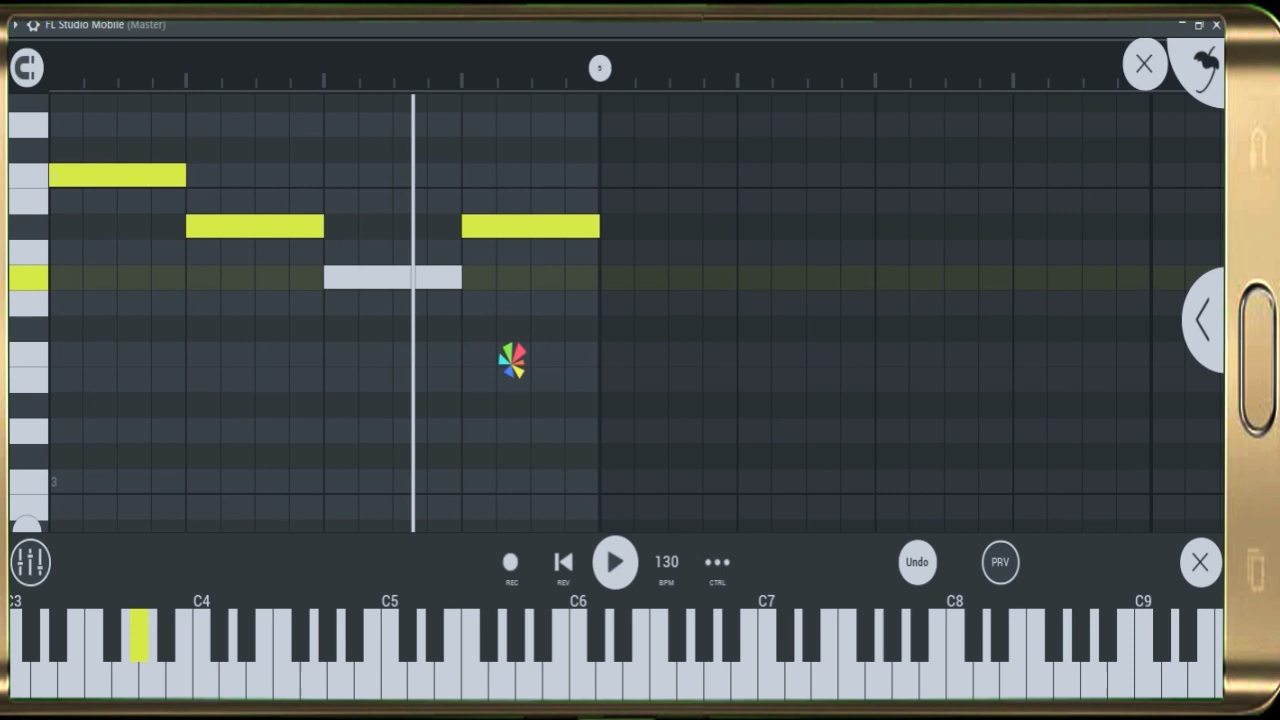 FL Studio Mobile (Master)
5
3
REC
REV
130
BPM
CTRL
Undo
PRV
C3 C4 C5 C6 C7 C8 C9